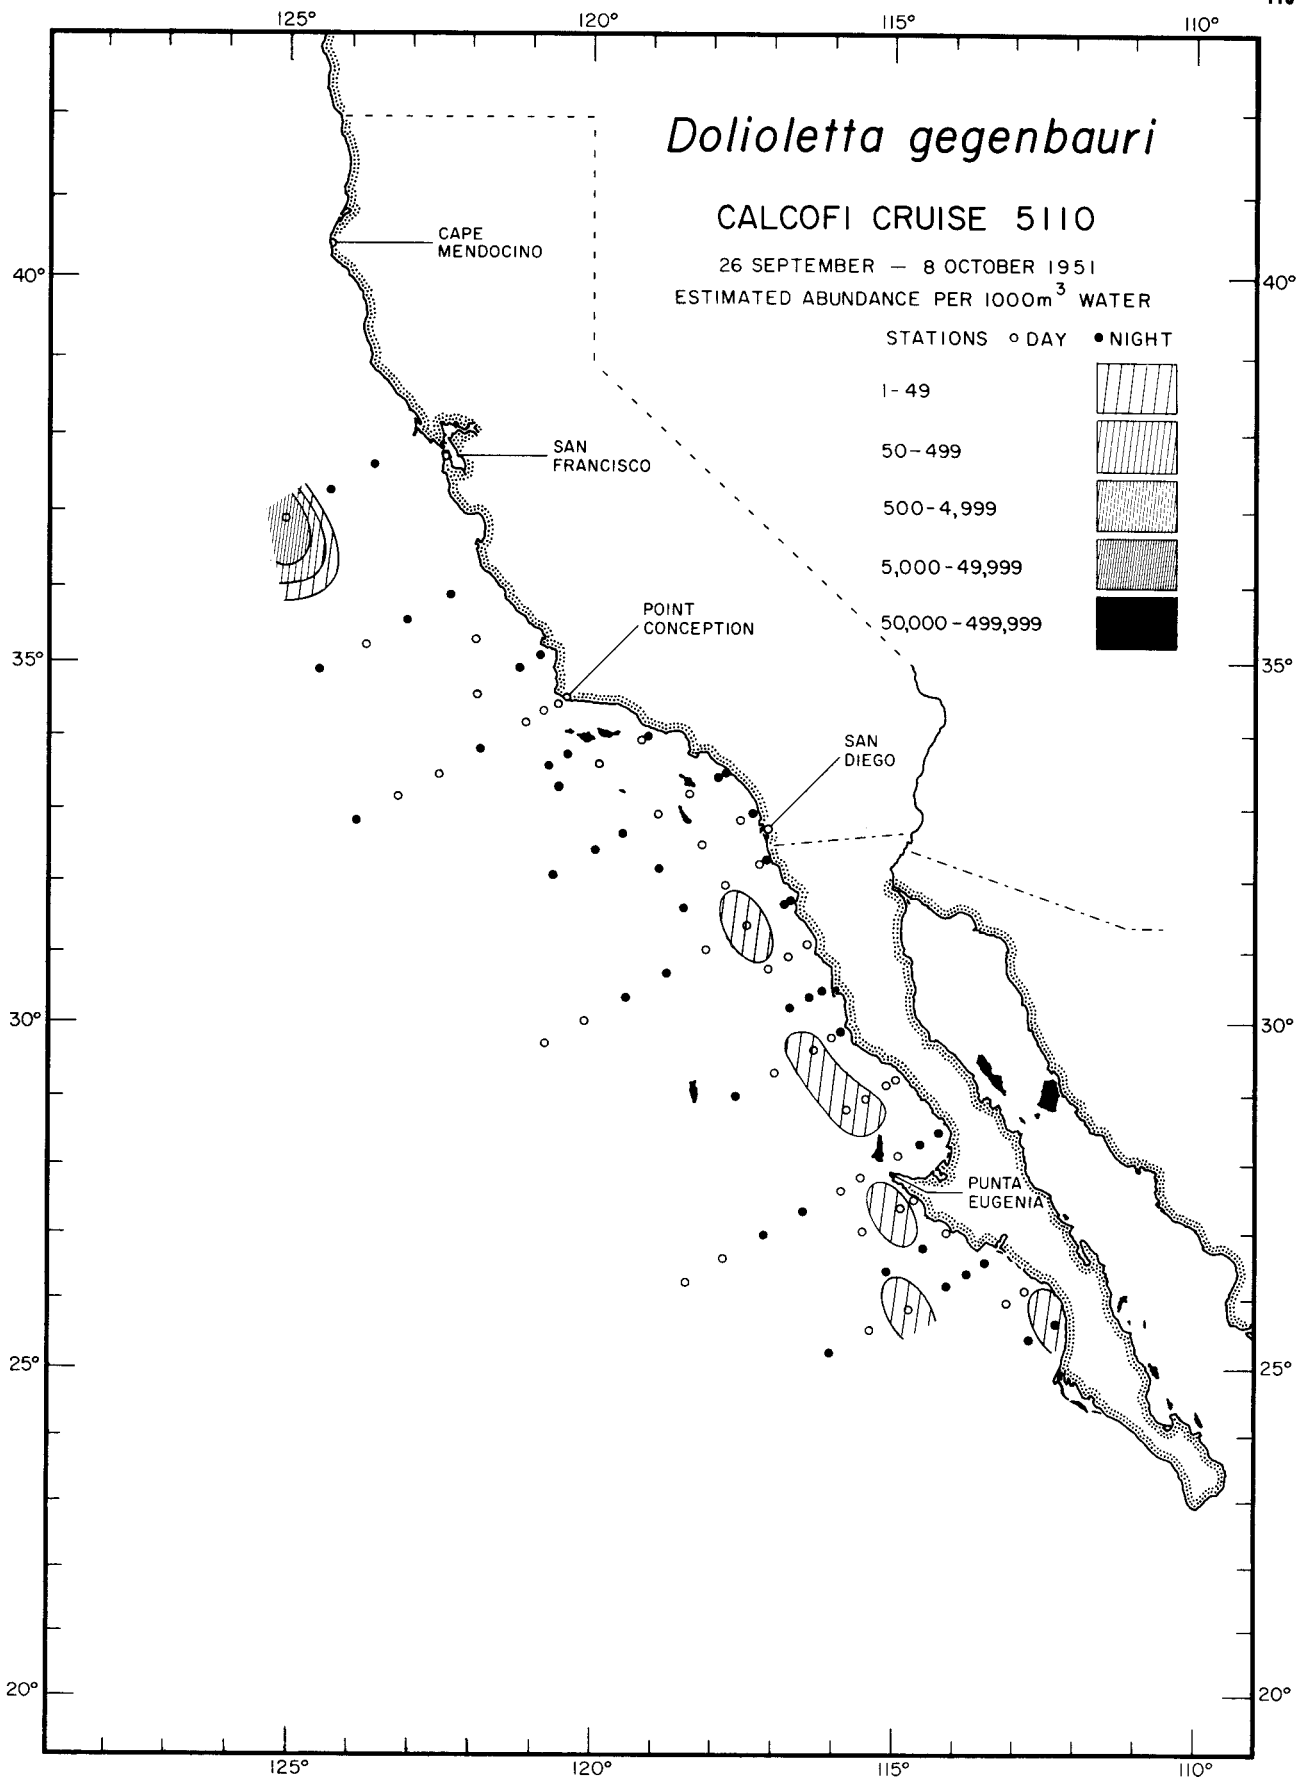 125° 120° 115° 110°
Dolioletta gegenbauri
CALCOFI CRUISE 5110
26 SEPTEMBER — 8 OCTOBER 1951
ESTIMATED ABUNDANCE PER 1000m³ WATER
STATIONS ○ DAY ● NIGHT
1-49
50-499
500-4,999
5,000-49,999
50,000-499,999
CAPE
MENDOCINO
40° 40°
SAN
FRANCISCO
POINT
CONCEPTION
35° 35°
SAN
DIEGO
30° 30°
PUNTA
EUGENIA
25° 25°
20° 20°
125° 120° 115° 110°